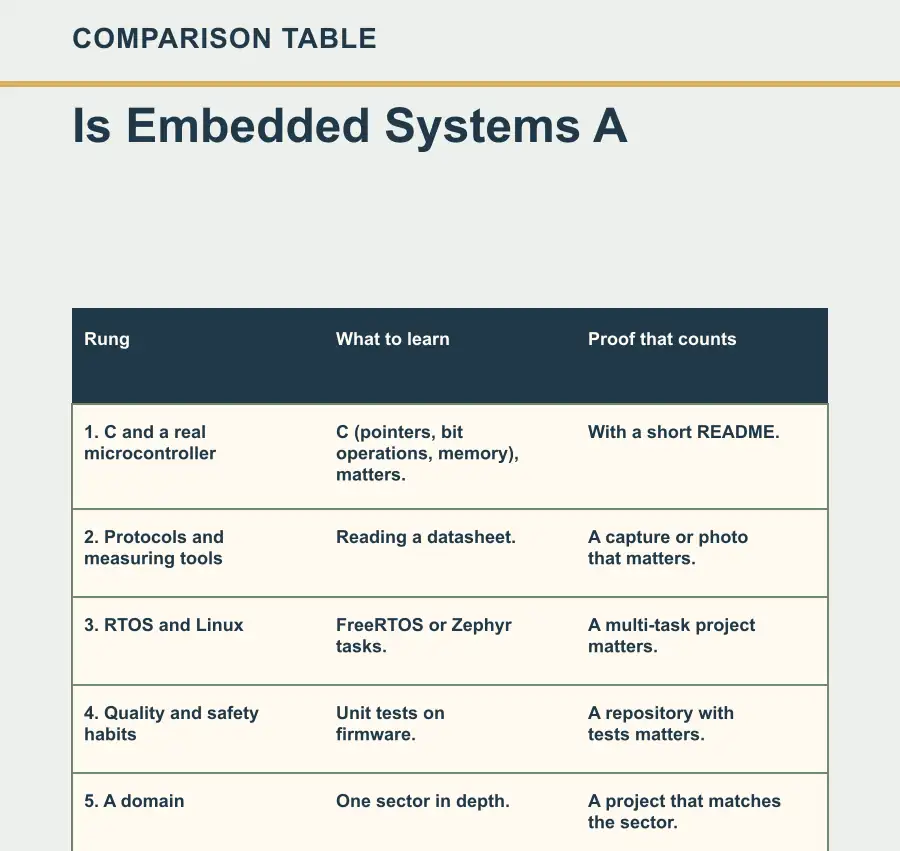 COMPARISON TABLE
Is Embedded Systems A
Rung
What to learn
Proof that counts
1. C and a real
microcontroller
C (pointers, bit
operations, memory),
matters.
With a short README.
2. Protocols and
measuring tools
Reading a datasheet.
A capture or photo
that matters.
3. RTOS and Linux
FreeRTOS or Zephyr
tasks.
A multi-task project
matters.
4. Quality and safety
habits
Unit tests on
firmware.
A repository with
tests matters.
5. A domain
One sector in depth.
A project that matches
the sector.